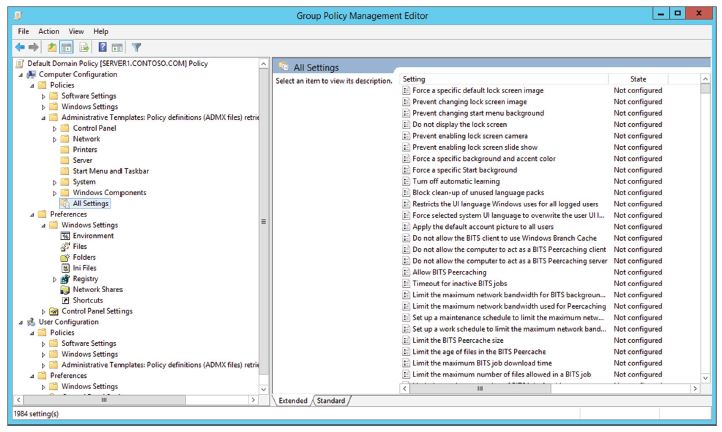 Group Policy Management Editor
File Action View Help
Default Domain Policy [SERVER1.CONTOSO.COM] Policy
Computer Configuration
Policies
Software Settings
Windows Settings
Administrative Templates: Policy definitions (ADMX files) retrie
Control Panel
Network
Printers
Server
Start Menu and Taskbar
System
Windows Components
All Settings
Preferences
Windows Settings
Environment
Files
Folders
Ini Files
Registry
Network Shares
Shortcuts
Control Panel Settings
User Configuration
Policies
Software Settings
Windows Settings
Administrative Templates: Policy definitions (ADMX files) retrie
Preferences
Windows Settings
All Settings
Select an item to view its description.
Setting State
Force a specific default lock screen image Not configured
Prevent changing lock screen image Not configured
Prevent changing start menu background Not configured
Do not display the lock screen Not configured
Prevent enabling lock screen camera Not configured
Prevent enabling lock screen slide show Not configured
Force a specific background and accent color Not configured
Force a specific Start background Not configured
Turn off automatic learning Not configured
Block clean-up of unused language packs Not configured
Restricts the UI language Windows uses for all logged users Not configured
Force selected system UI language to overwrite the user UI l... Not configured
Apply the default account picture to all users Not configured
Do not allow the BITS client to use Windows Branch Cache Not configured
Do not allow the computer to act as a BITS Peercaching client Not configured
Do not allow the computer to act as a BITS Peercaching server Not configured
Allow BITS Peercaching Not configured
Timeout for inactive BITS jobs Not configured
Limit the maximum network bandwidth for BITS backgroun... Not configured
Limit the maximum network bandwidth used for Peercaching Not configured
Set up a maintenance schedule to limit the maximum netw... Not configured
Set up a work schedule to limit the maximum network band... Not configured
Limit the BITS Peercache size Not configured
Limit the age of files in the BITS Peercache Not configured
Limit the maximum BITS job download time Not configured
Limit the maximum number of files allowed in a BITS job Not configured
Extended Standard
1984 setting(s)